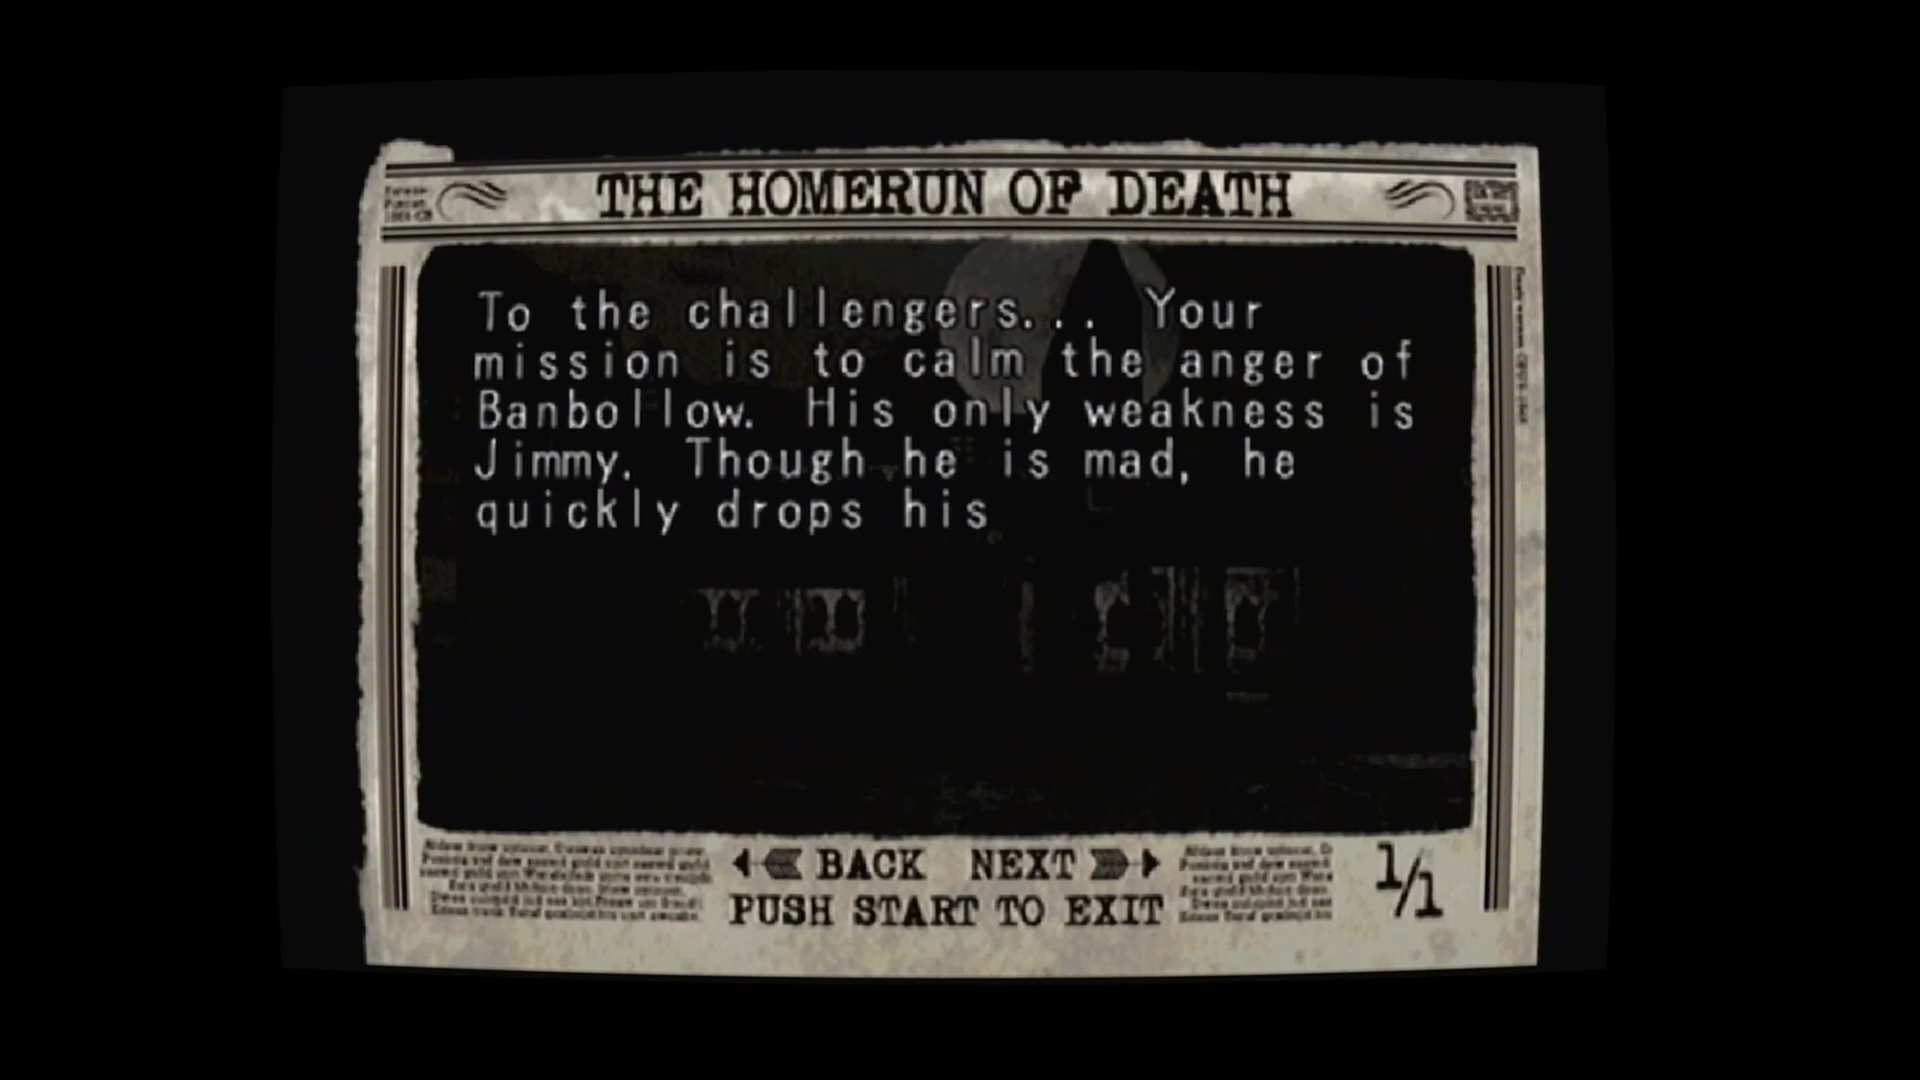 THE HOMERUN OF DEATH
To the challengers... Your
mission is to calm the anger of
Banbollow. His only weakness is
Jimmy. Though he is mad, he
quickly drops his
BACK NEXT
PUSH START TO EXIT
1/1